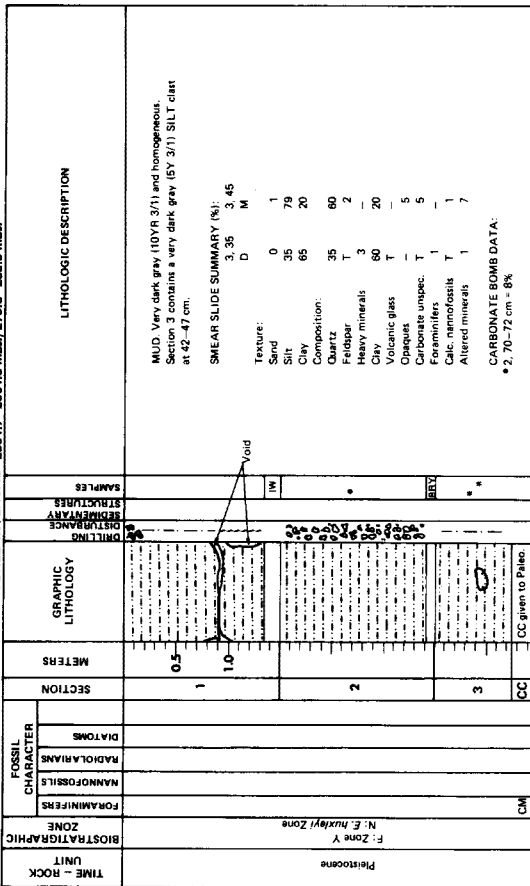 TIME – ROCK UNIT
BIOSTRATIGRAPHIC ZONE
FOSSIL CHARACTER
FORAMINIFERS
NANNOFOSSILS
RADIOLARIANS
DIATOMS
SECTION
METERS
GRAPHIC LITHOLOGY
DRILLING DISTURBANCE
SEDIMENTARY STRUCTURES
SAMPLES
LITHOLOGIC DESCRIPTION
Pleistocene
F: Zone Y
N: E. huxleyi Zone
CM
1
2
3
CC
0.5
1.0
CC given to Paleo.
Void
IW
*
BRY
*
*
MUD. Very dark gray (10YR 3/1) and homogeneous.
Section 3 contains a very dark gray (5Y 3/1) SILT clast
at 42–47 cm.
SMEAR SLIDE SUMMARY (%):
3, 35 3, 45
D M
Texture:
Sand 0 1
Silt 35 79
Clay 65 20
Composition:
Quartz 35 60
Feldspar T 2
Heavy minerals 3 –
Clay 60 20
Volcanic glass T –
Opaques – 5
Carbonate unspec. T 5
Foraminifers 1 –
Calc. nannofossils T 1
Altered minerals 1 7
CARBONATE BOMB DATA:
• 2, 70–72 cm = 8%